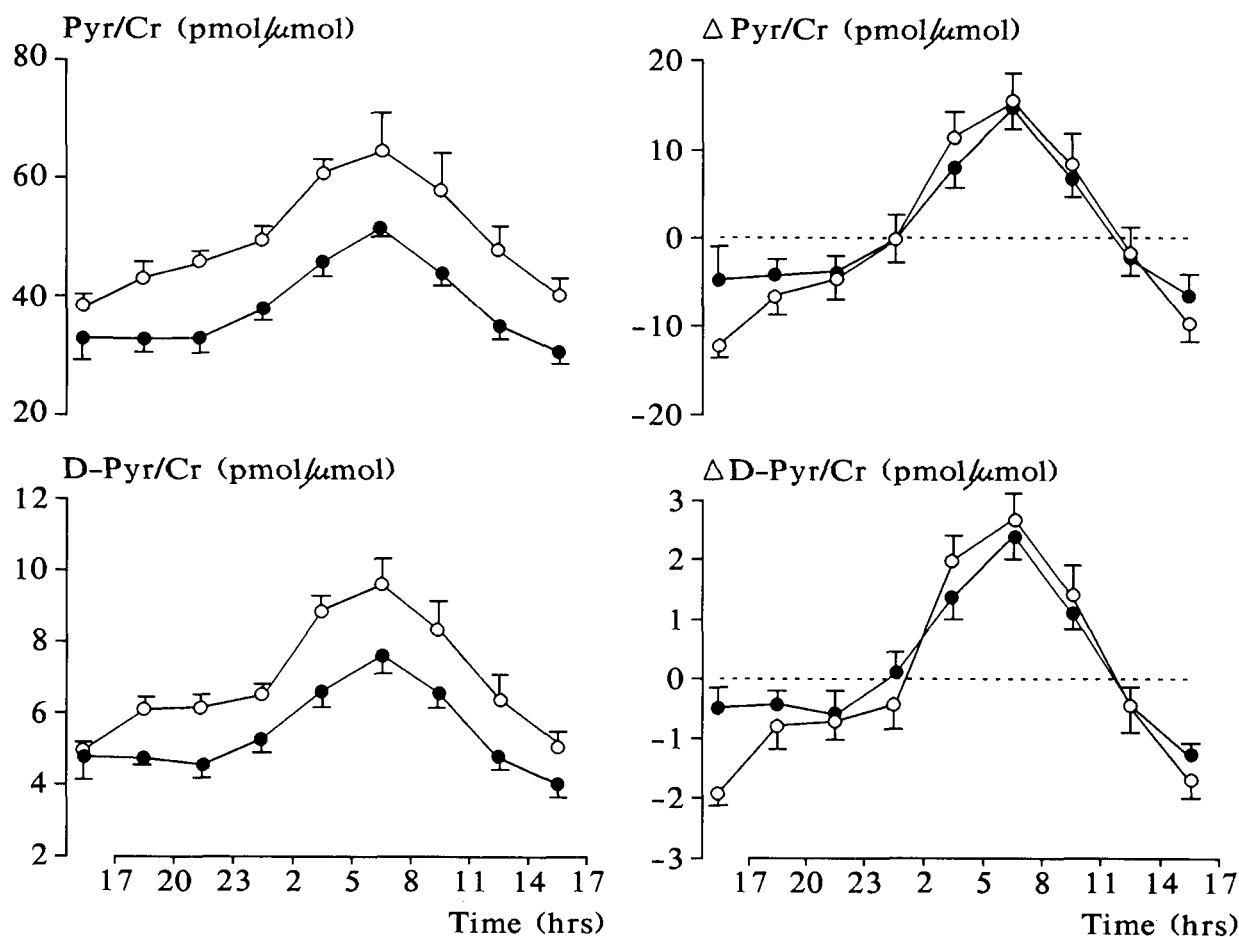 Pyr/Cr (pmol/μmol)
80
60
40
20
Δ Pyr/Cr (pmol/μmol)
20
10
0
-10
-20
D-Pyr/Cr (pmol/μmol)
12
10
8
6
4
2
17 20 23 2 5 8 11 14 17
Time (hrs)
Δ D-Pyr/Cr (pmol/μmol)
3
2
1
0
-1
-2
-3
17 20 23 2 5 8 11 14 17
Time (hrs)